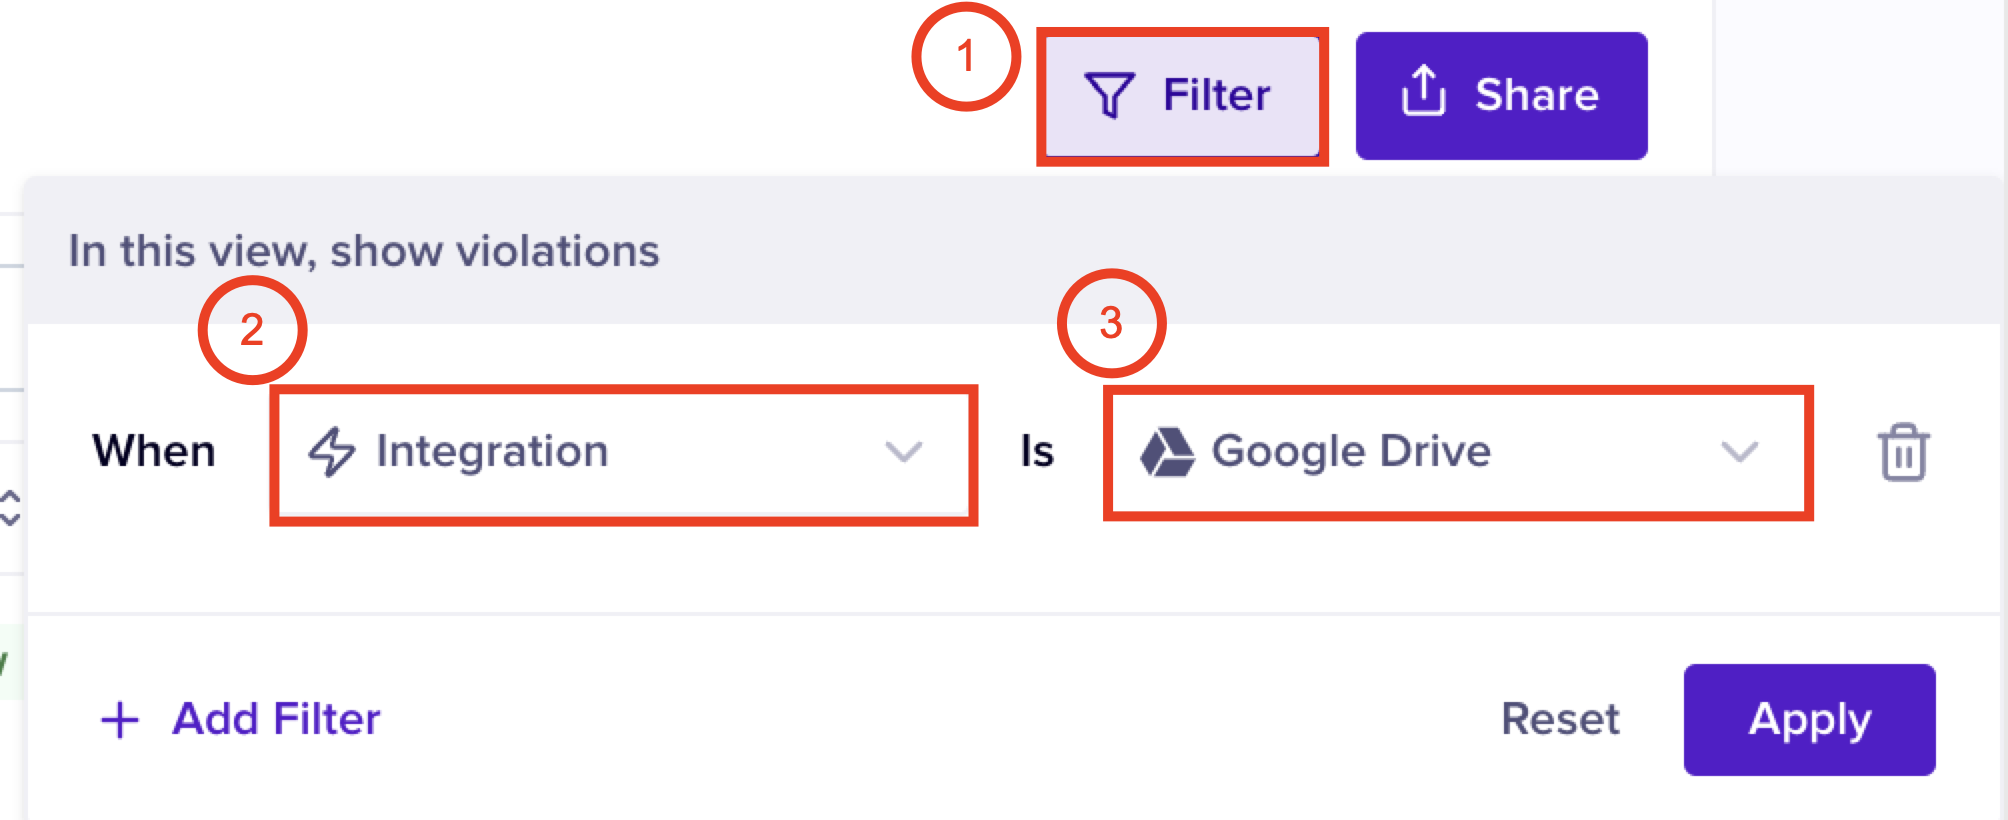 1
Filter
Share
In this view, show violations
2
3
When
Integration
Is
Google Drive
Add Filter
Reset
Apply